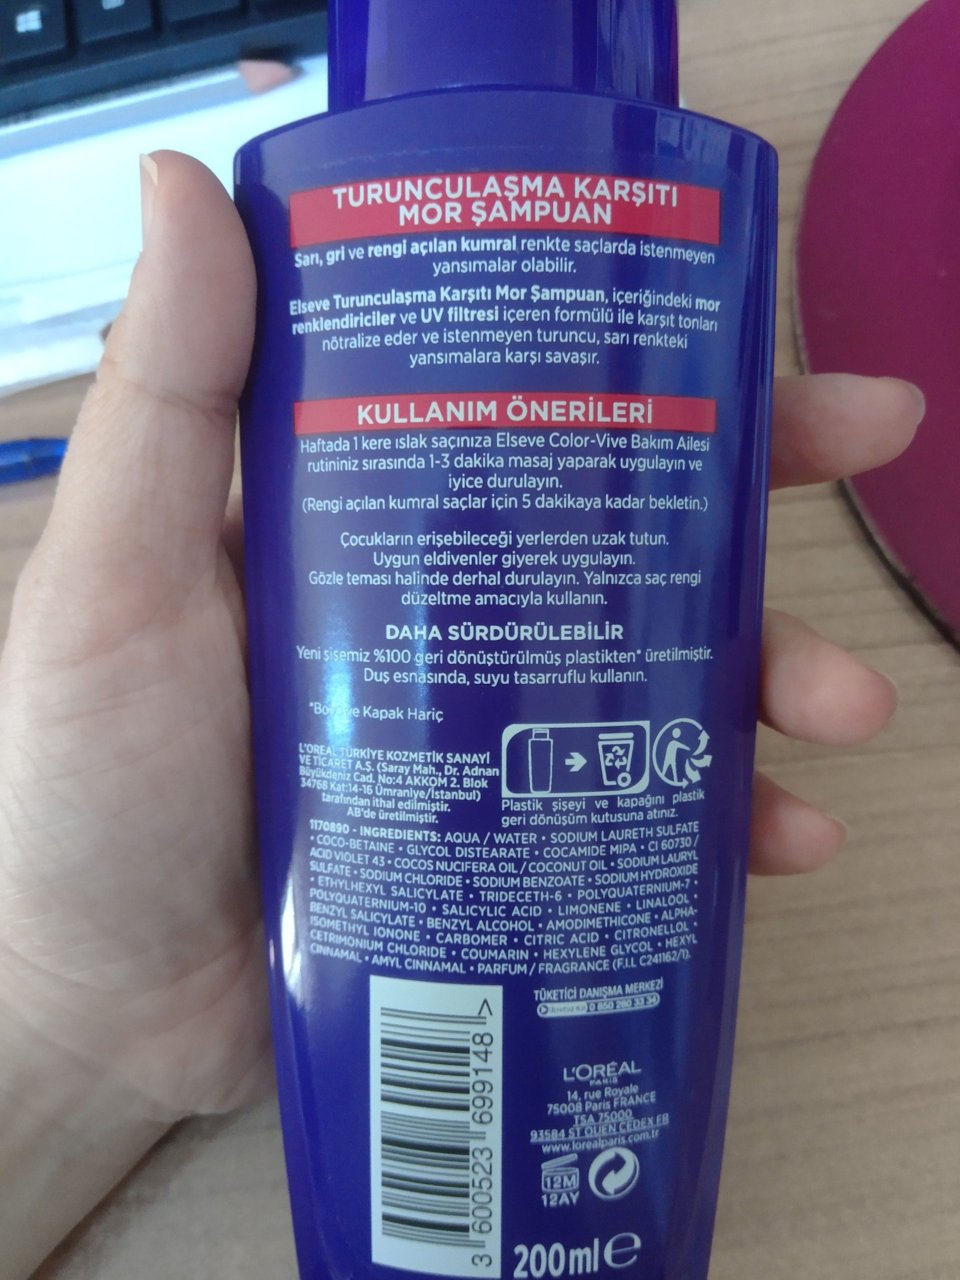 TURUNCULAŞMA KARŞITI
MOR ŞAMPUAN
Sarı, gri ve rengi açılan kumral renkte saçlarda istenmeyen
yansımalar olabilir.
Elseve Turunculaşma Karşıtı Mor Şampuan, içeriğindeki mor
renklendiriciler ve UV filtresi içeren formülü ile karşıt tonları
nötralize eder ve istenmeyen turuncu, sarı renkteki
yansımalara karşı savaşır.
KULLANIM ÖNERİLERİ
Haftada 1 kere ıslak saçınıza Elseve Color-Vive Bakım Ailesi
rutininiz sırasında 1-3 dakika masaj yaparak uygulayın ve
iyice durulayın.
(Rengi açılan kumral saçlar için 5 dakikaya kadar bekletin.)
Çocukların erişebileceği yerlerden uzak tutun.
Uygun eldivenler giyerek uygulayın.
Gözle teması halinde derhal durulayın. Yalnızca saç rengi
düzeltme amacıyla kullanın.
DAHA SÜRDÜRÜLEBİLİR
Yeni şişemiz %100 geri dönüştürülmüş plastikten* üretilmiştir.
Duş esnasında, suyu tasarruflu kullanın.
ve Kapak Hariç
L'OREAL TÜRKİYE KOZMETİK SANAYİ
VE TİCARET A.Ş. (Saray Mah., Dr. Adnan
Büyükdeniz Cad. No:4 AKKOM 2. Blok
34768 Kat:14-16 Ümraniye/İstanbul)
tarafından ithal edilmiştir.
AB'de üretilmiştir.
Plastik şişeyi ve kapağını plastik
geri dönüşüm kutusuna atınız.
1170890 - INGREDIENTS: AQUA / WATER • SODIUM LAURETH SULFATE
• COCO-BETAINE • GLYCOL DISTEARATE • COCAMIDE MIPA • CI 60730 /
ACID VIOLET 43 • COCOS NUCIFERA OIL / COCONUT OIL • SODIUM LAURYL
SULFATE • SODIUM CHLORIDE • SODIUM BENZOATE • SODIUM HYDROXIDE
• ETHYLHEXYL SALICYLATE • TRIDECETH-6 • POLYQUATERNIUM-7 •
POLYQUATERNIUM-10 • SALICYLIC ACID • LIMONENE • LINALOOL •
BENZYL SALICYLATE • BENZYL ALCOHOL • AMODIMETHICONE • ALPHA-
ISOMETHYL IONONE • CARBOMER • CITRIC ACID • CITRONELLOL •
CETRIMONIUM CHLORIDE • COUMARIN • HEXYLENE GLYCOL • HEXYL
CINNAMAL • AMYL CINNAMAL • PARFUM / FRAGRANCE (F.I.L C241162/1).
TÜKETİCİ DANIŞMA MERKEZİ
0 850 280 33 34
L'ORÉAL
PARIS
14, rue Royale
75008 Paris FRANCE
TSA 75000
93584 ST OUEN CEDEX FR
www.lorealparis.com.tr
12M
12AY
3 600523 699148 >
200ml e